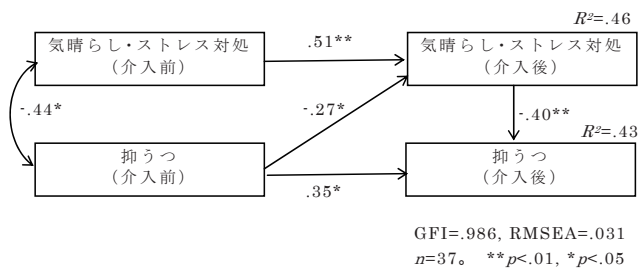 R²=.46
気晴らし・ストレス対処
(介入前)
.51**
気晴らし・ストレス対処
(介入後)
-.44*
-.27*
-.40**
R²=.43
抑うつ
(介入前)
.35*
抑うつ
(介入後)
GFI=.986, RMSEA=.031
n=37。 **p<.01, *p<.05